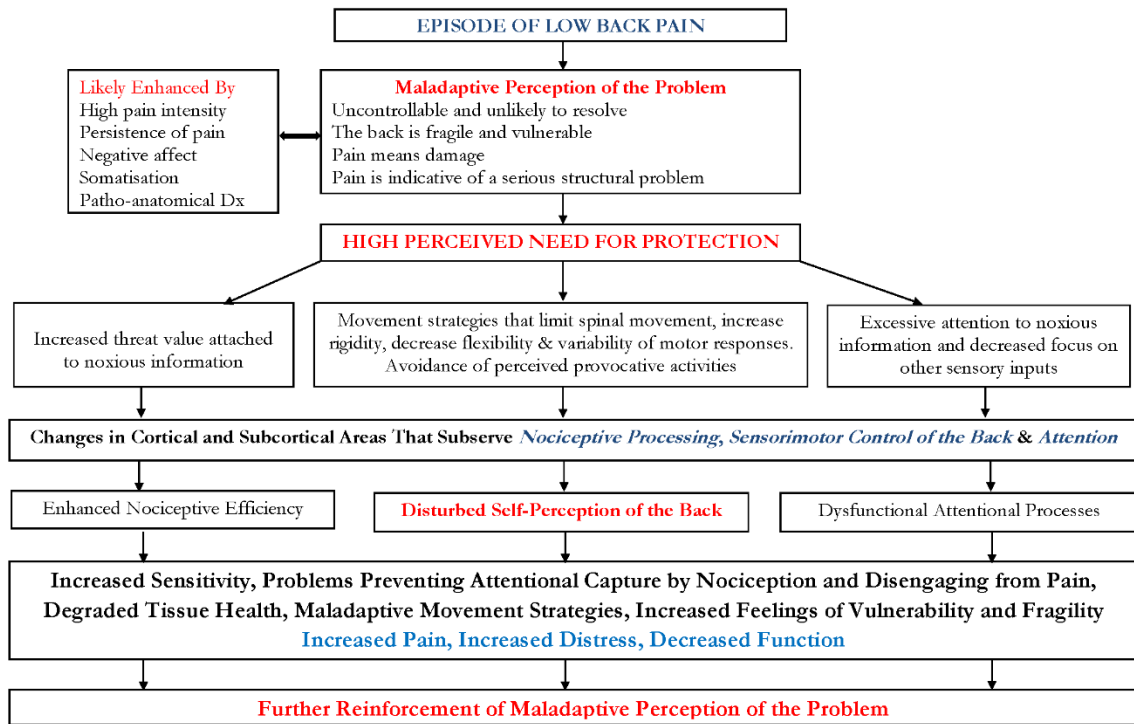 EPISODE OF LOW BACK PAIN
Likely Enhanced By
High pain intensity
Persistence of pain
Negative affect
Somatisation
Patho-anatomical Dx
Maladaptive Perception of the Problem
Uncontrollable and unlikely to resolve
The back is fragile and vulnerable
Pain means damage
Pain is indicative of a serious structural problem
HIGH PERCEIVED NEED FOR PROTECTION
Increased threat value attached
to noxious information
Movement strategies that limit spinal movement, increase
rigidity, decrease flexibility & variability of motor responses.
Avoidance of perceived provocative activities
Excessive attention to noxious
information and decreased focus on
other sensory inputs
Changes in Cortical and Subcortical Areas That Subserve Nociceptive Processing, Sensorimotor Control of the Back & Attention
Enhanced Nociceptive Efficiency
Disturbed Self-Perception of the Back
Dysfunctional Attentional Processes
Increased Sensitivity, Problems Preventing Attentional Capture by Nociception and Disengaging from Pain,
Degraded Tissue Health, Maladaptive Movement Strategies, Increased Feelings of Vulnerability and Fragility
Increased Pain, Increased Distress, Decreased Function
Further Reinforcement of Maladaptive Perception of the Problem